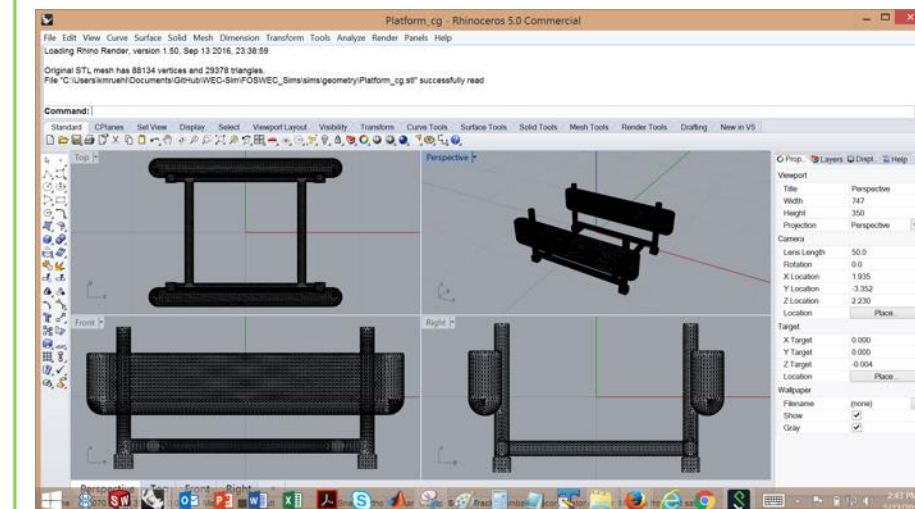 Platform_cg - Rhinoceros 5.0 Commercial
File Edit View Curve Surface Solid Mesh Dimension Transform Tools Analyze Render Panels Help
Loading Rhino Render, version 1.50, Sep 13 2016, 23:38:59
Original STL mesh has 88134 vertices and 29378 triangles.
File "C:\Users\kmruehl\Documents\GitHub\WEC-Sim\FOSWEC_Sims\sims\geometry\Platform_cg.stl" successfully read
Command:
Standard CPlanes Set View Display Select Viewport Layout Visibility Transform Curve Tools Surface Tools Solid Tools Mesh Tools Render Tools Drafting New in V5
Top
Perspective
Front
Right
Prop.. Layers Displ.. Help
Viewport
Title Perspective
Width 747
Height 350
Projection Perspective
Camera
Lens Length 50.0
Rotation 0.0
X Location 1.935
Y Location -3.352
Z Location 2.230
Location Place...
Target
X Target 0.000
Y Target 0.000
Z Target -0.004
Location Place...
Wallpaper
Filename (none)
Show
Gray
Perspective Top Front Right
2:43 PM